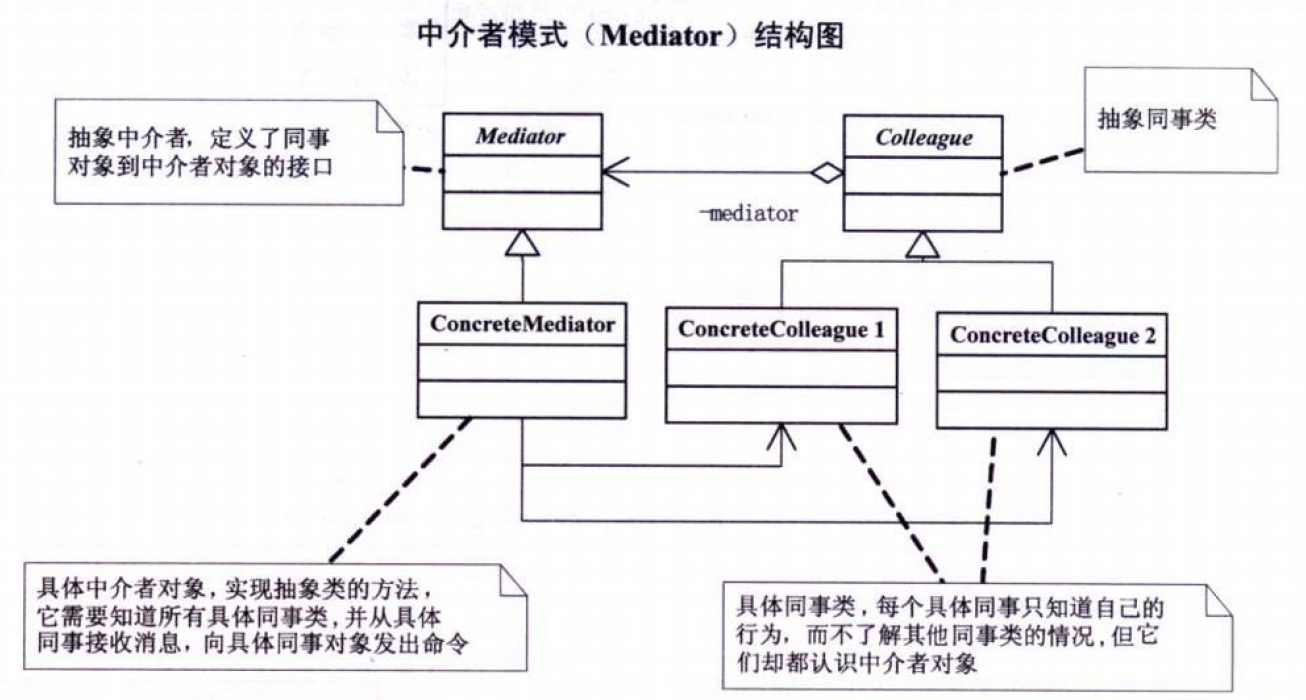 中介者模式（Mediator）结构图
抽象中介者，定义了同事
对象到中介者对象的接口
Mediator
Colleague
抽象同事类
-mediator
ConcreteMediator
ConcreteColleague 1
ConcreteColleague 2
具体中介者对象，实现抽象类的方法，
它需要知道所有具体同事类，并从具体
同事接收消息，向具体同事对象发出命令
具体同事类，每个具体同事只知道自己的
行为，而不了解其他同事类的情况，但它
们却都认识中介者对象